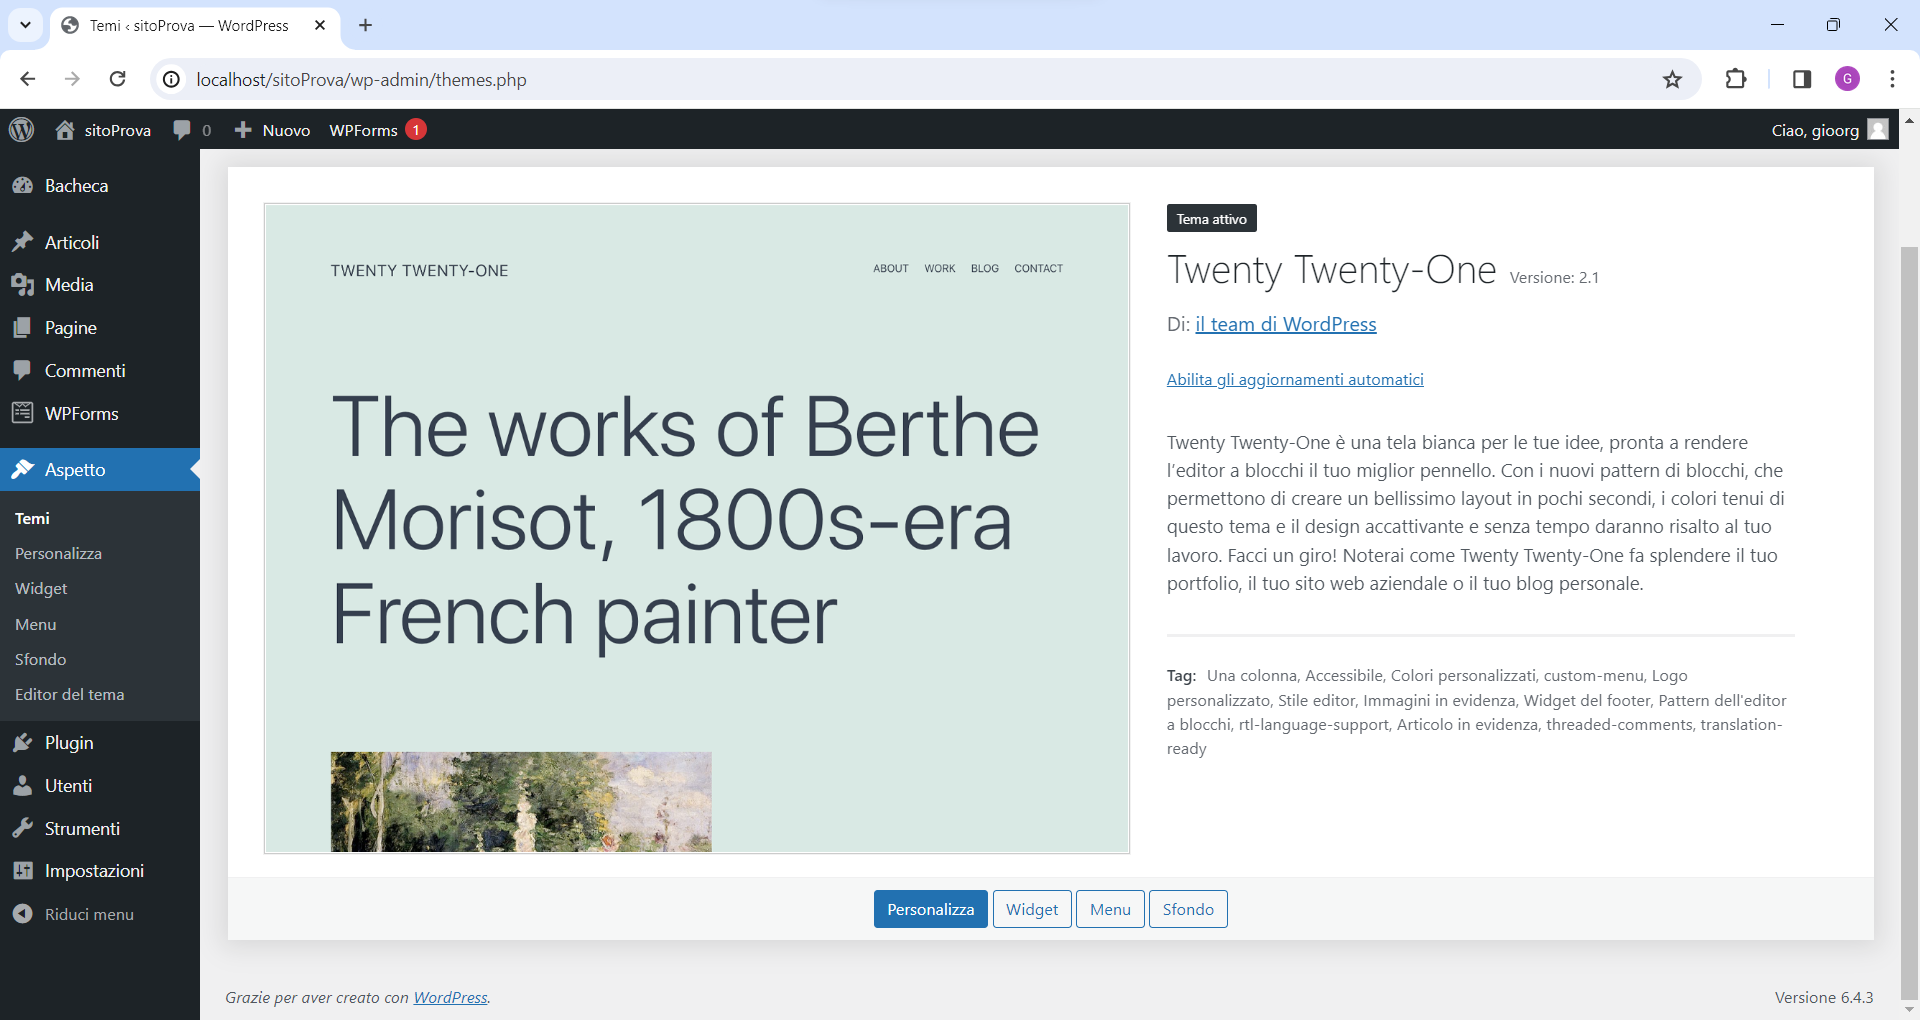 Temi ‹ sitoProva — WordPress
localhost/sitoProva/wp-admin/themes.php
G
sitoProva
0
Nuovo
WPForms
1
Ciao, gioorg
Bacheca
Articoli
Media
Pagine
Commenti
WPForms
Aspetto
Temi
Personalizza
Widget
Menu
Sfondo
Editor del tema
Plugin
Utenti
Strumenti
Impostazioni
Riduci menu
TWENTY TWENTY-ONE
ABOUT WORK BLOG CONTACT
The works of Berthe
Morisot, 1800s-era
French painter
Tema attivo
Twenty Twenty-One Versione: 2.1
Di: il team di WordPress
Abilita gli aggiornamenti automatici
Twenty Twenty-One è una tela bianca per le tue idee, pronta a rendere
l'editor a blocchi il tuo miglior pennello. Con i nuovi pattern di blocchi, che
permettono di creare un bellissimo layout in pochi secondi, i colori tenui di
questo tema e il design accattivante e senza tempo daranno risalto al tuo
lavoro. Facci un giro! Noterai come Twenty Twenty-One fa splendere il tuo
portfolio, il tuo sito web aziendale o il tuo blog personale.
Tag: Una colonna, Accessibile, Colori personalizzati, custom-menu, Logo
personalizzato, Stile editor, Immagini in evidenza, Widget del footer, Pattern dell'editor
a blocchi, rtl-language-support, Articolo in evidenza, threaded-comments, translation-
ready
Personalizza
Widget
Menu
Sfondo
Grazie per aver creato con WordPress.
Versione 6.4.3